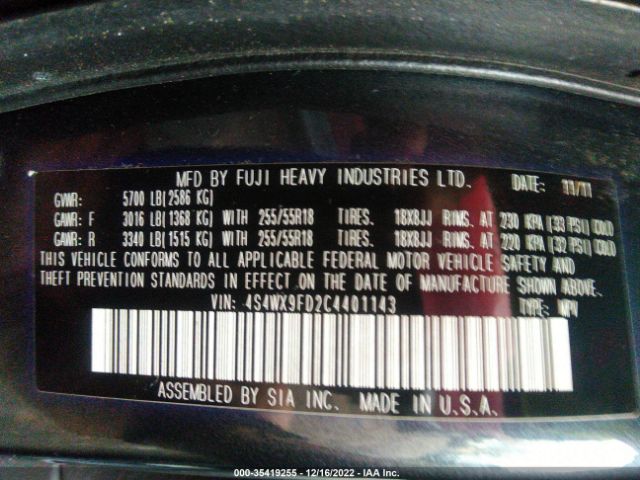 MFD BY FUJI HEAVY INDUSTRIES LTD. DATE: 11/11
GVWR: 5700 LB(2586 KG)
GAWR: F 3016 LB(1368 KG) WITH 255/55R18 TIRES. 18X8JJ - RIMS. AT 230 KPA (33 PSI) COLD
GAWR: R 3340 LB(1515 KG) WITH 255/55R18 TIRES. 18X8JJ - RIMS. AT 220 KPA (32 PSI) COLD
THIS VEHICLE CONFORMS TO ALL APPLICABLE FEDERAL MOTOR VEHICLE SAFETY AND
THEFT PREVENTION STANDARDS IN EFFECT ON THE DATE OF MANUFACTURE SHOWN ABOVE.
VIN: 4S4WX9FD2C4401143 TYPE: MPV
ASSEMBLED BY SIA INC. MADE IN U.S.A.
000-35419255 - 12/16/2022 - IAA Inc.